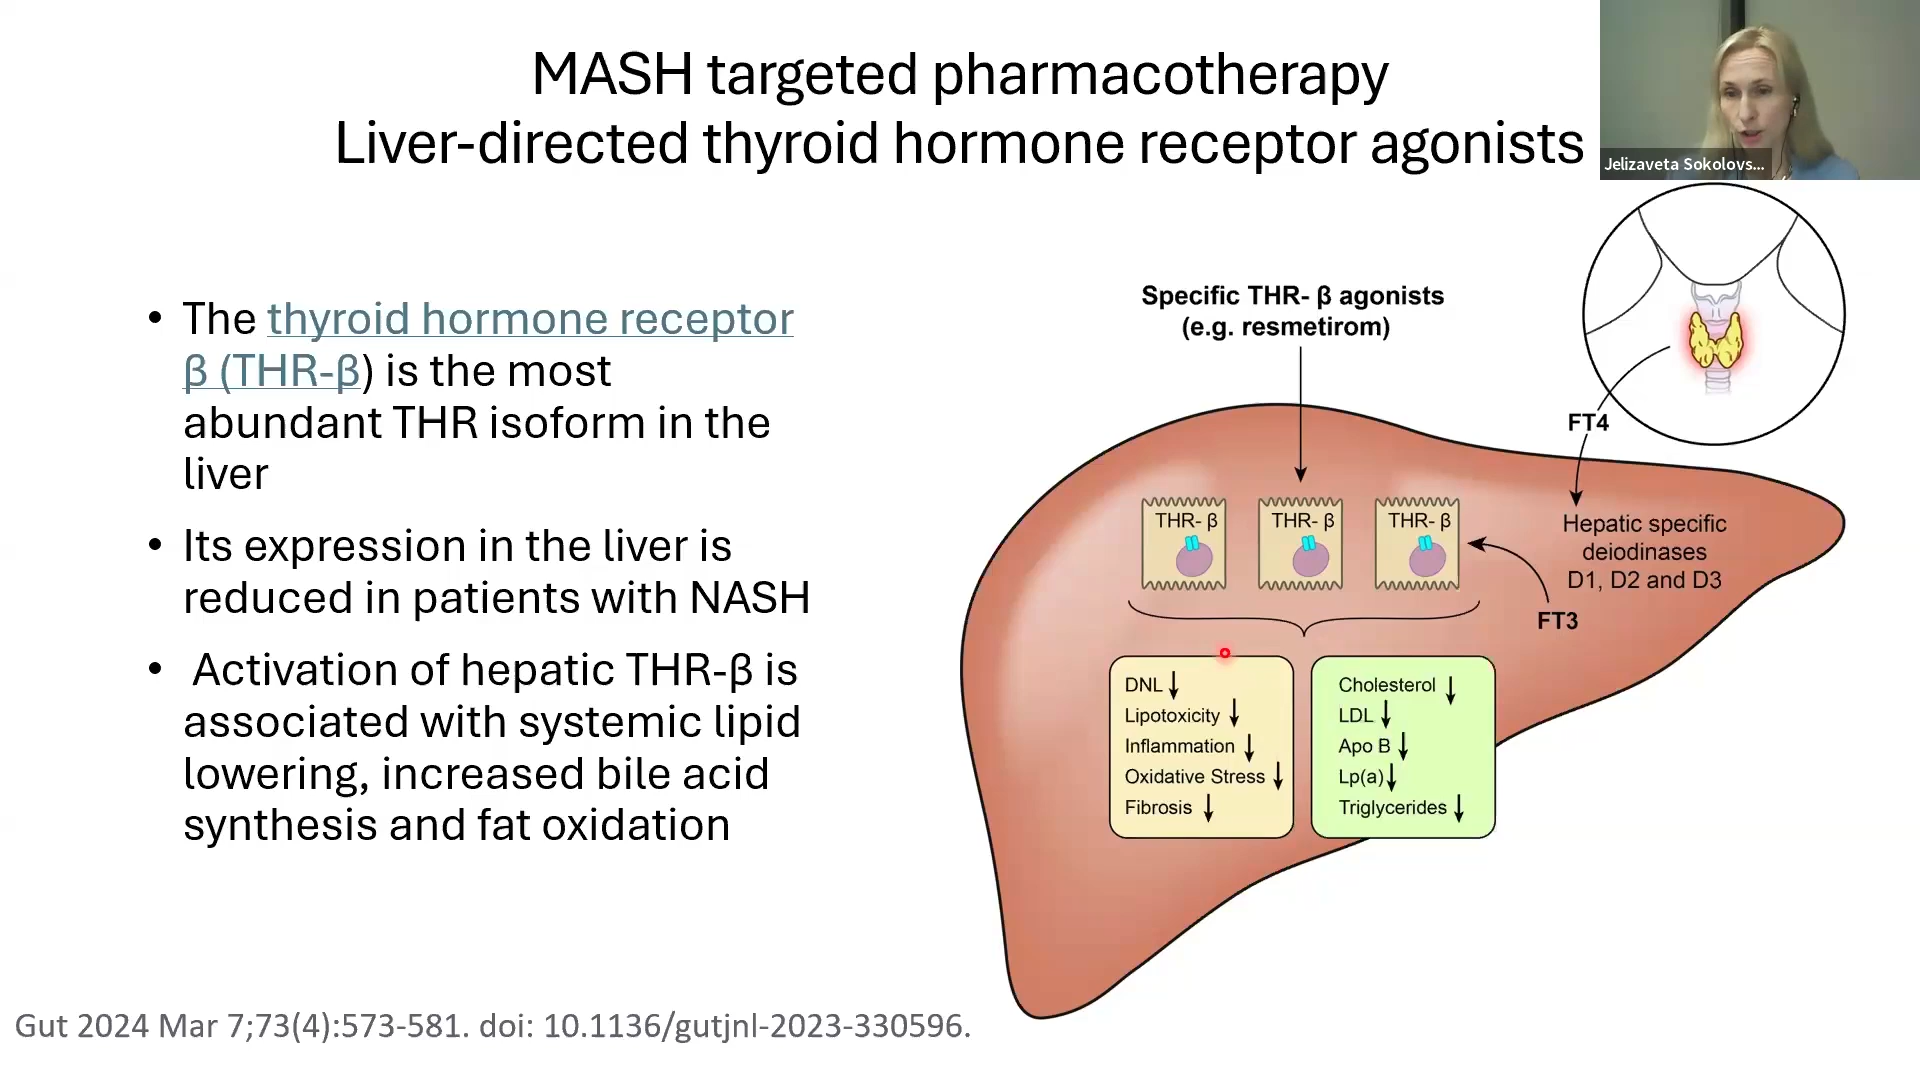 MASH targeted pharmacotherapy
Liver-directed thyroid hormone receptor agonists
Jelizaveta Sokolovs...
• The thyroid hormone receptor
β (THR-β) is the most
abundant THR isoform in the
liver
• Its expression in the liver is
reduced in patients with NASH
• Activation of hepatic THR-β is
associated with systemic lipid
lowering, increased bile acid
synthesis and fat oxidation
Specific THR- β agonists
(e.g. resmetirom)
FT4
THR- β
THR- β
THR- β
Hepatic specific
deiodinases
D1, D2 and D3
FT3
DNL ↓
Lipotoxicity ↓
Inflammation ↓
Oxidative Stress ↓
Fibrosis ↓
Cholesterol ↓
LDL ↓
Apo B ↓
Lp(a) ↓
Triglycerides ↓
Gut 2024 Mar 7;73(4):573-581. doi: 10.1136/gutjnl-2023-330596.